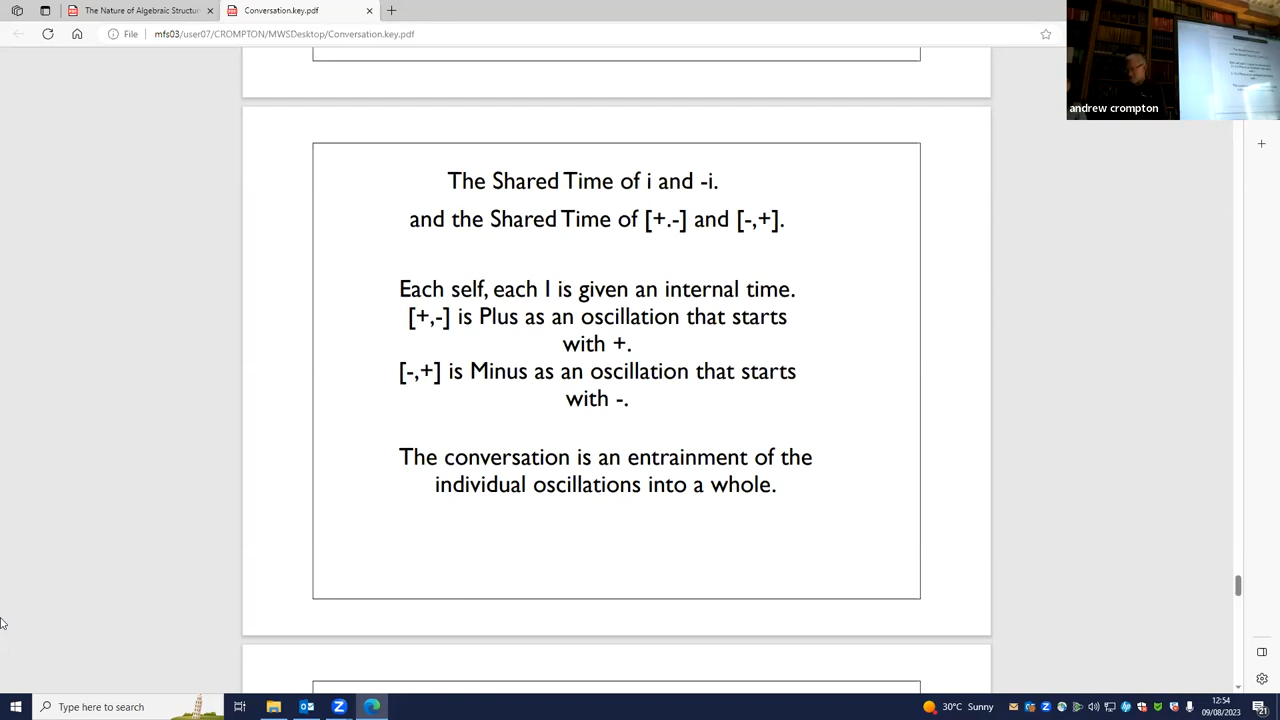 The Nature of Algebraic Structu
Conversation.key.pdf
File
mfs03/user07/CROMPTON/MWSDesktop/Conversation.key.pdf
andrew crompton
The Shared Time of i and -i.
and the Shared Time of [+.-] and [-,+].
Each self, each I is given an internal time.
[+,-] is Plus as an oscillation that starts
with +.
[-,+] is Minus as an oscillation that starts
with -.
The conversation is an entrainment of the
individual oscillations into a whole.
Type here to search
30°C Sunny
12:54
09/08/2023
21